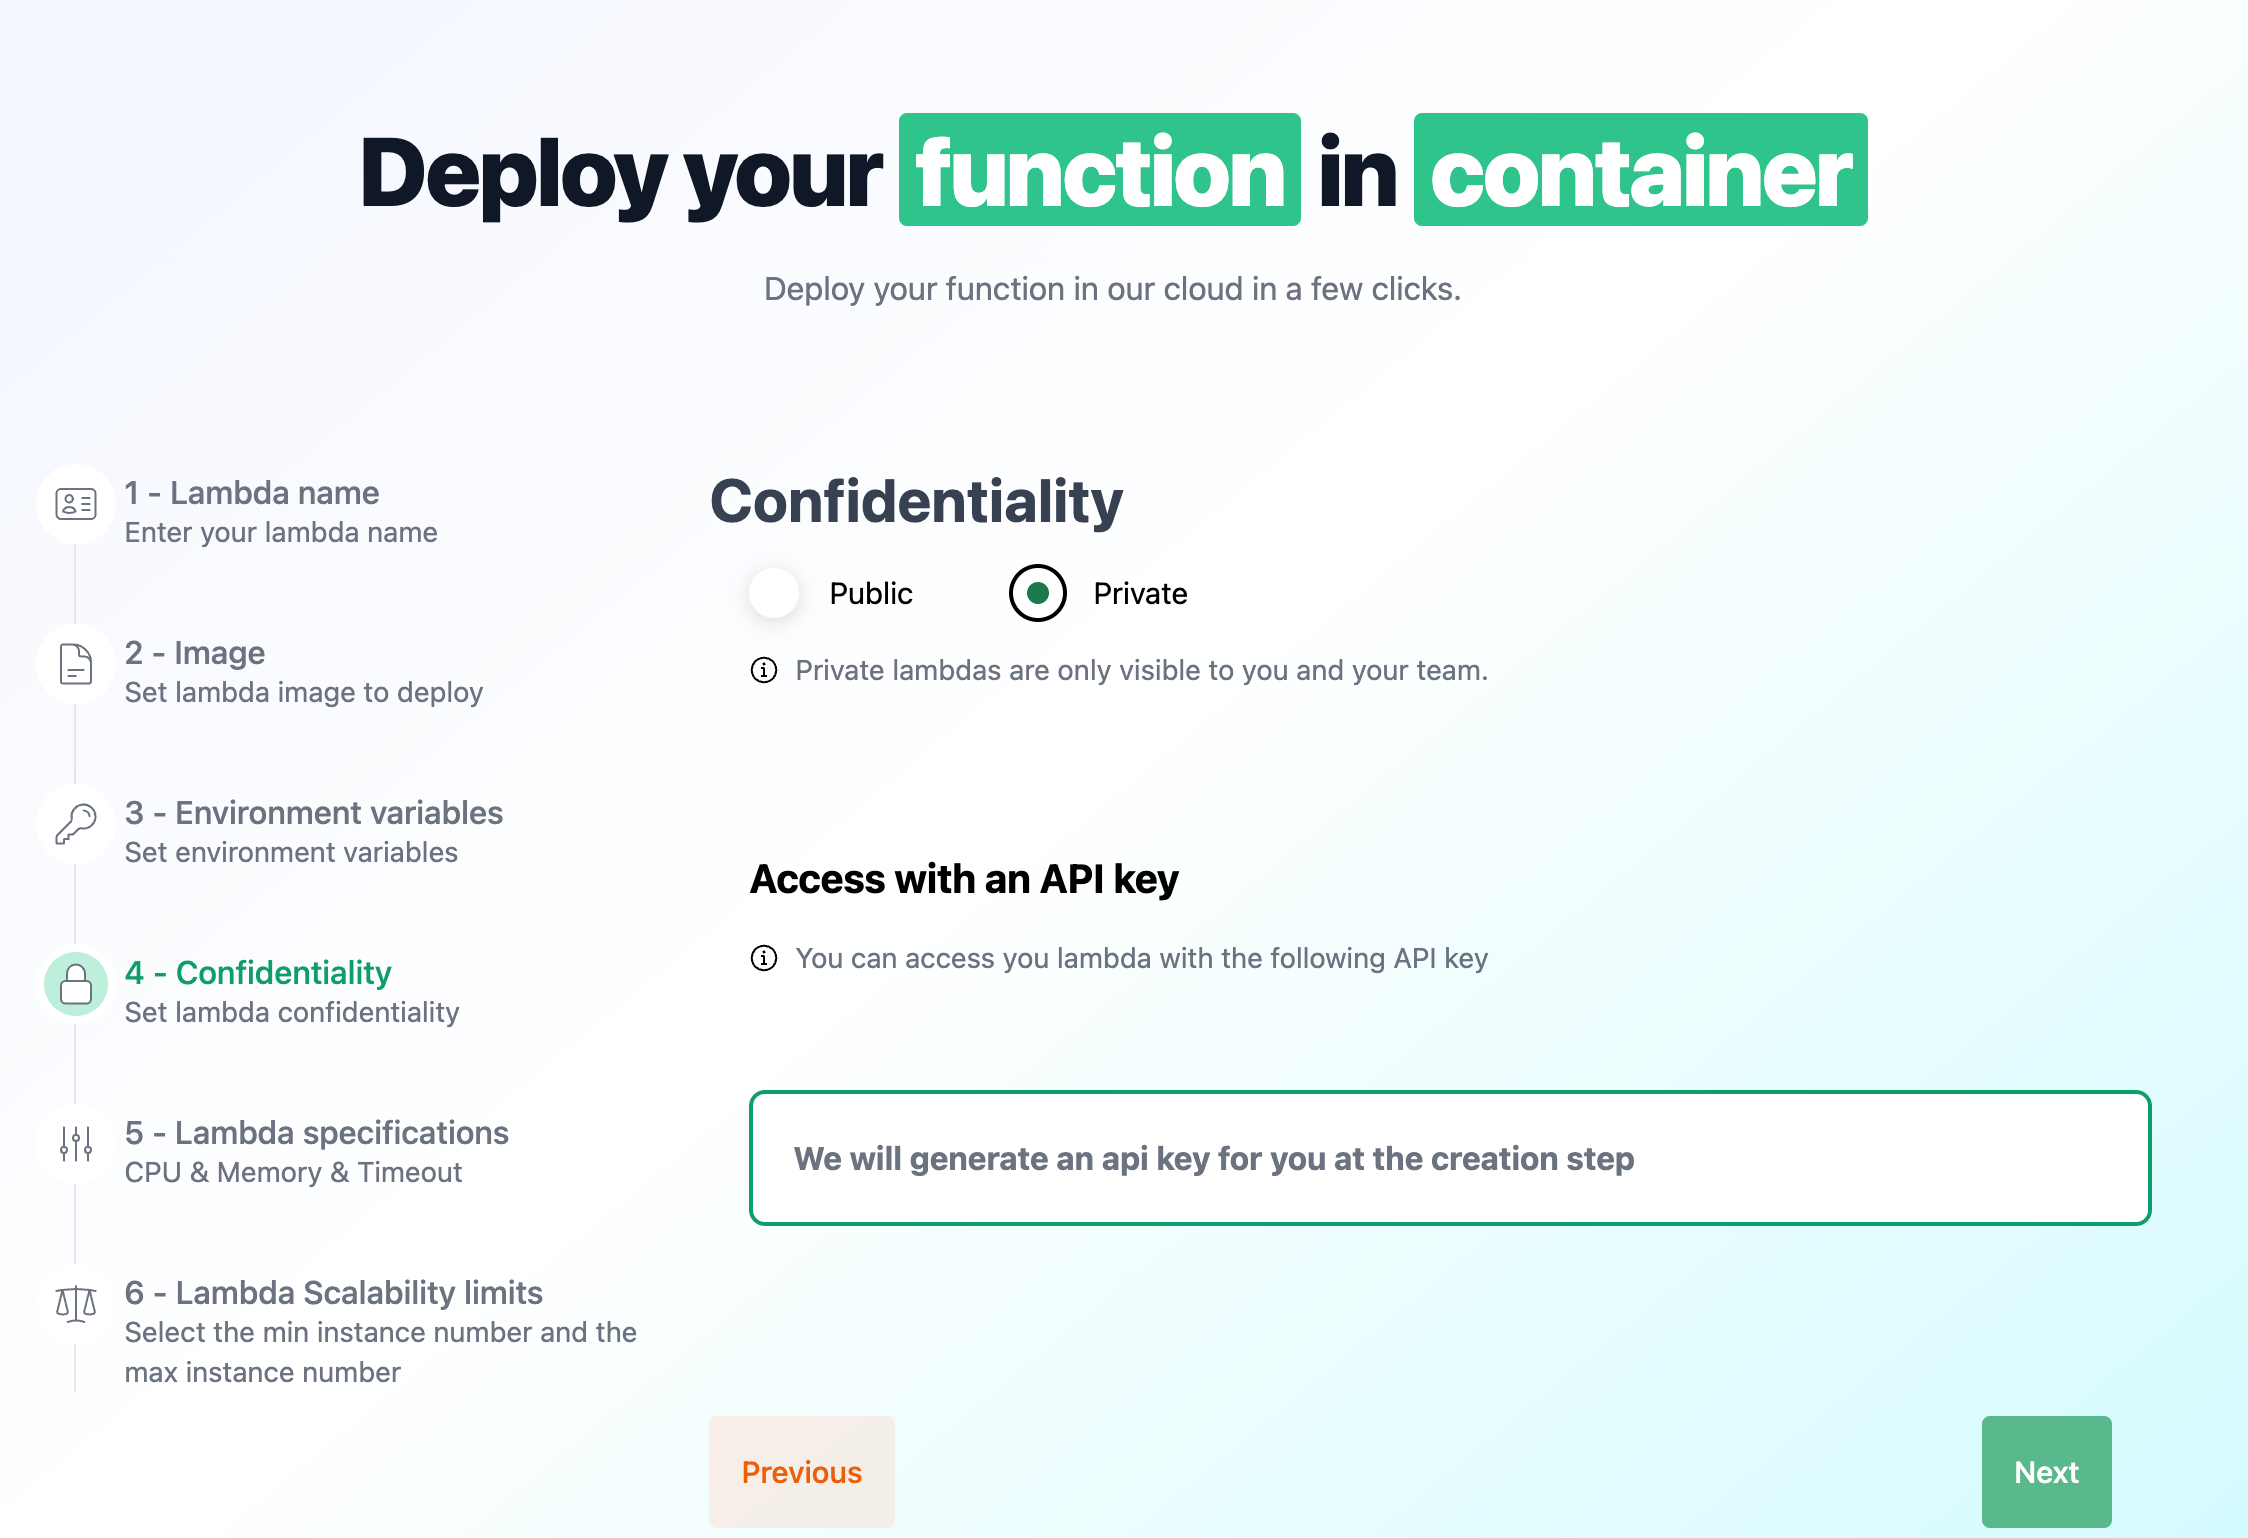 Deploy your function in container
Deploy your function in our cloud in a few clicks.
1 - Lambda name
Enter your lambda name
2 - Image
Set lambda image to deploy
3 - Environment variables
Set environment variables
4 - Confidentiality
Set lambda confidentiality
5 - Lambda specifications
CPU & Memory & Timeout
6 - Lambda Scalability limits
Select the min instance number and the
max instance number
Confidentiality
Public Private
Private lambdas are only visible to you and your team.
Access with an API key
You can access you lambda with the following API key
We will generate an api key for you at the creation step
Previous Next